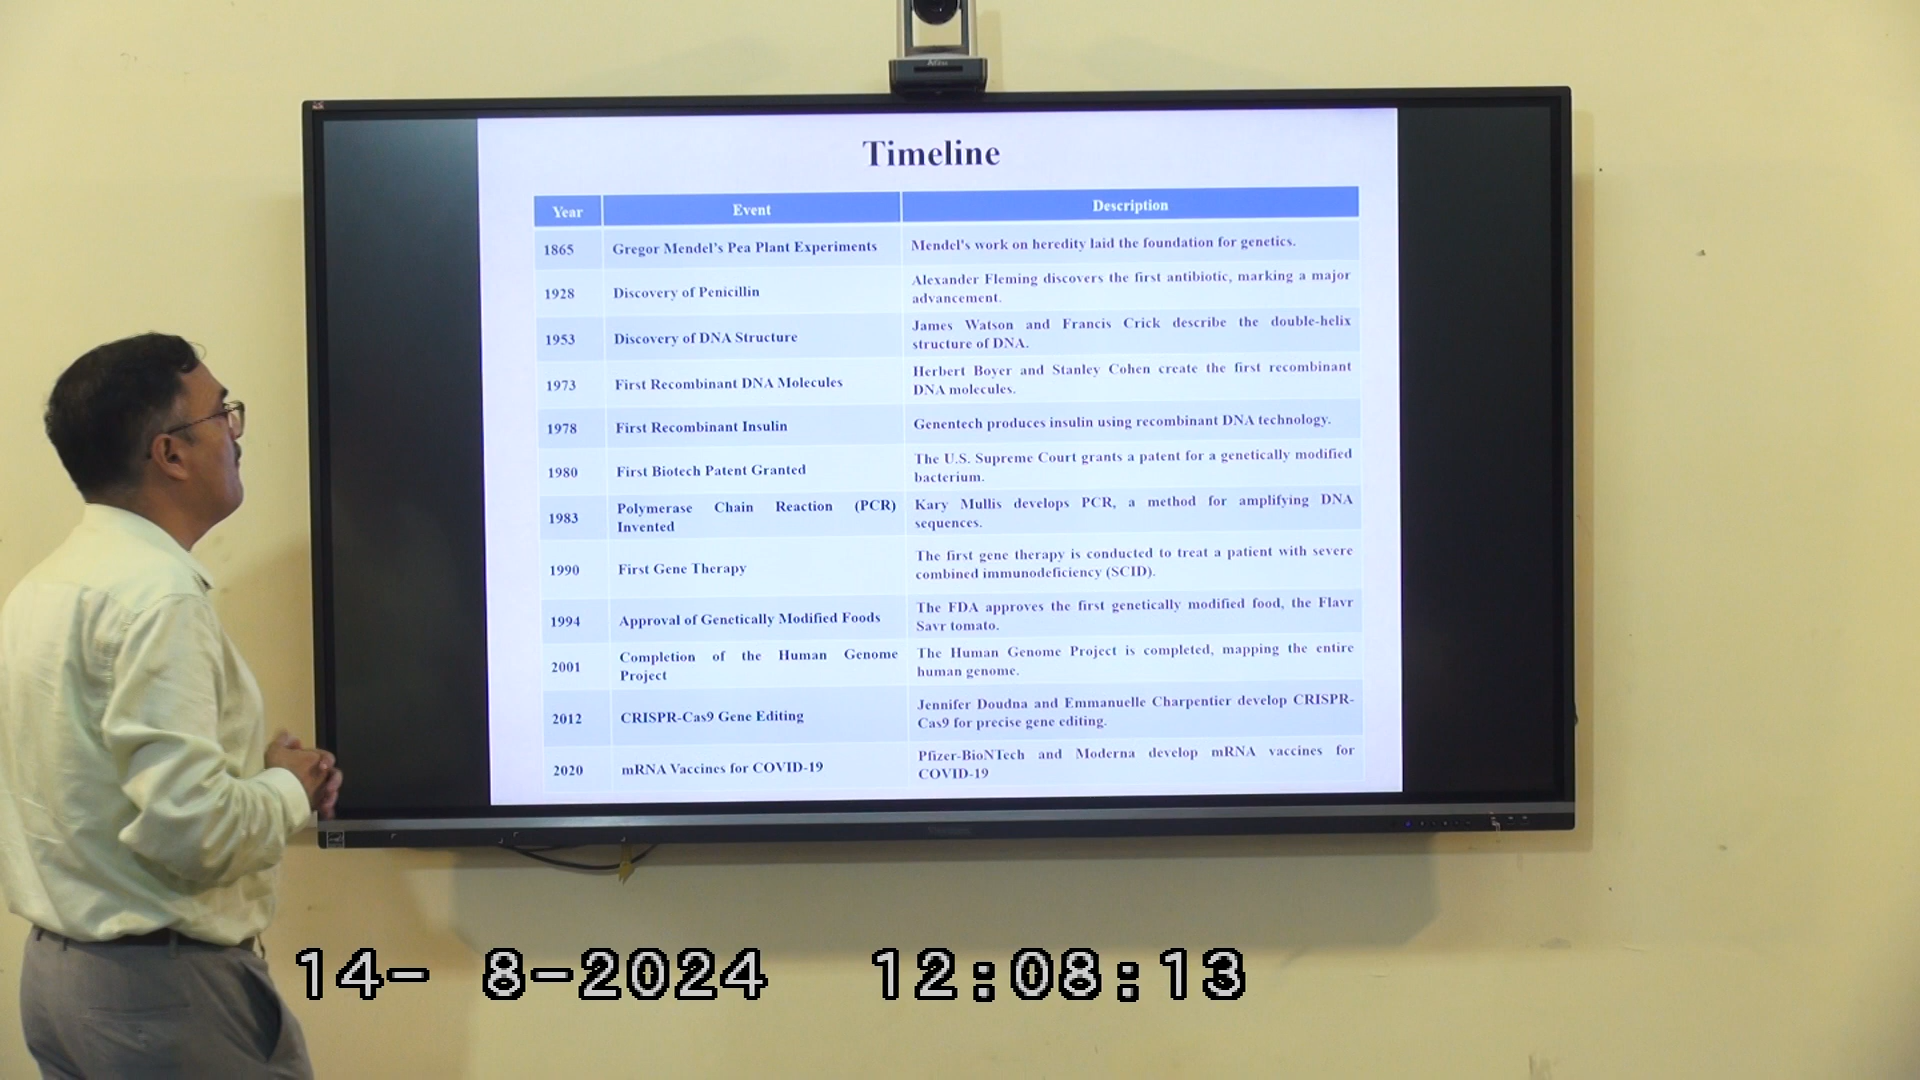 Timeline
Year Event Description
1865 Gregor Mendel's Pea Plant Experiments Mendel's work on heredity laid the foundation for genetics.
1928 Discovery of Penicillin Alexander Fleming discovers the first antibiotic, marking a major
advancement.
1953 Discovery of DNA Structure James Watson and Francis Crick describe the double-helix
structure of DNA.
1973 First Recombinant DNA Molecules Herbert Boyer and Stanley Cohen create the first recombinant
DNA molecules.
1978 First Recombinant Insulin Genentech produces insulin using recombinant DNA technology.
1980 First Biotech Patent Granted The U.S. Supreme Court grants a patent for a genetically modified
bacterium.
1983 Polymerase Chain Reaction (PCR)
Invented
Kary Mullis develops PCR, a method for amplifying DNA
sequences.
1990 First Gene Therapy The first gene therapy is conducted to treat a patient with severe
combined immunodeficiency (SCID).
1994 Approval of Genetically Modified Foods The FDA approves the first genetically modified food, the Flavr
Savr tomato.
2001 Completion of the Human Genome
Project
The Human Genome Project is completed, mapping the entire
human genome.
2012 CRISPR-Cas9 Gene Editing Jennifer Doudna and Emmanuelle Charpentier develop CRISPR-
Cas9 for precise gene editing.
2020 mRNA Vaccines for COVID-19 Pfizer-BioNTech and Moderna develop mRNA vaccines for
COVID-19
14- 8-2024 12:08:13